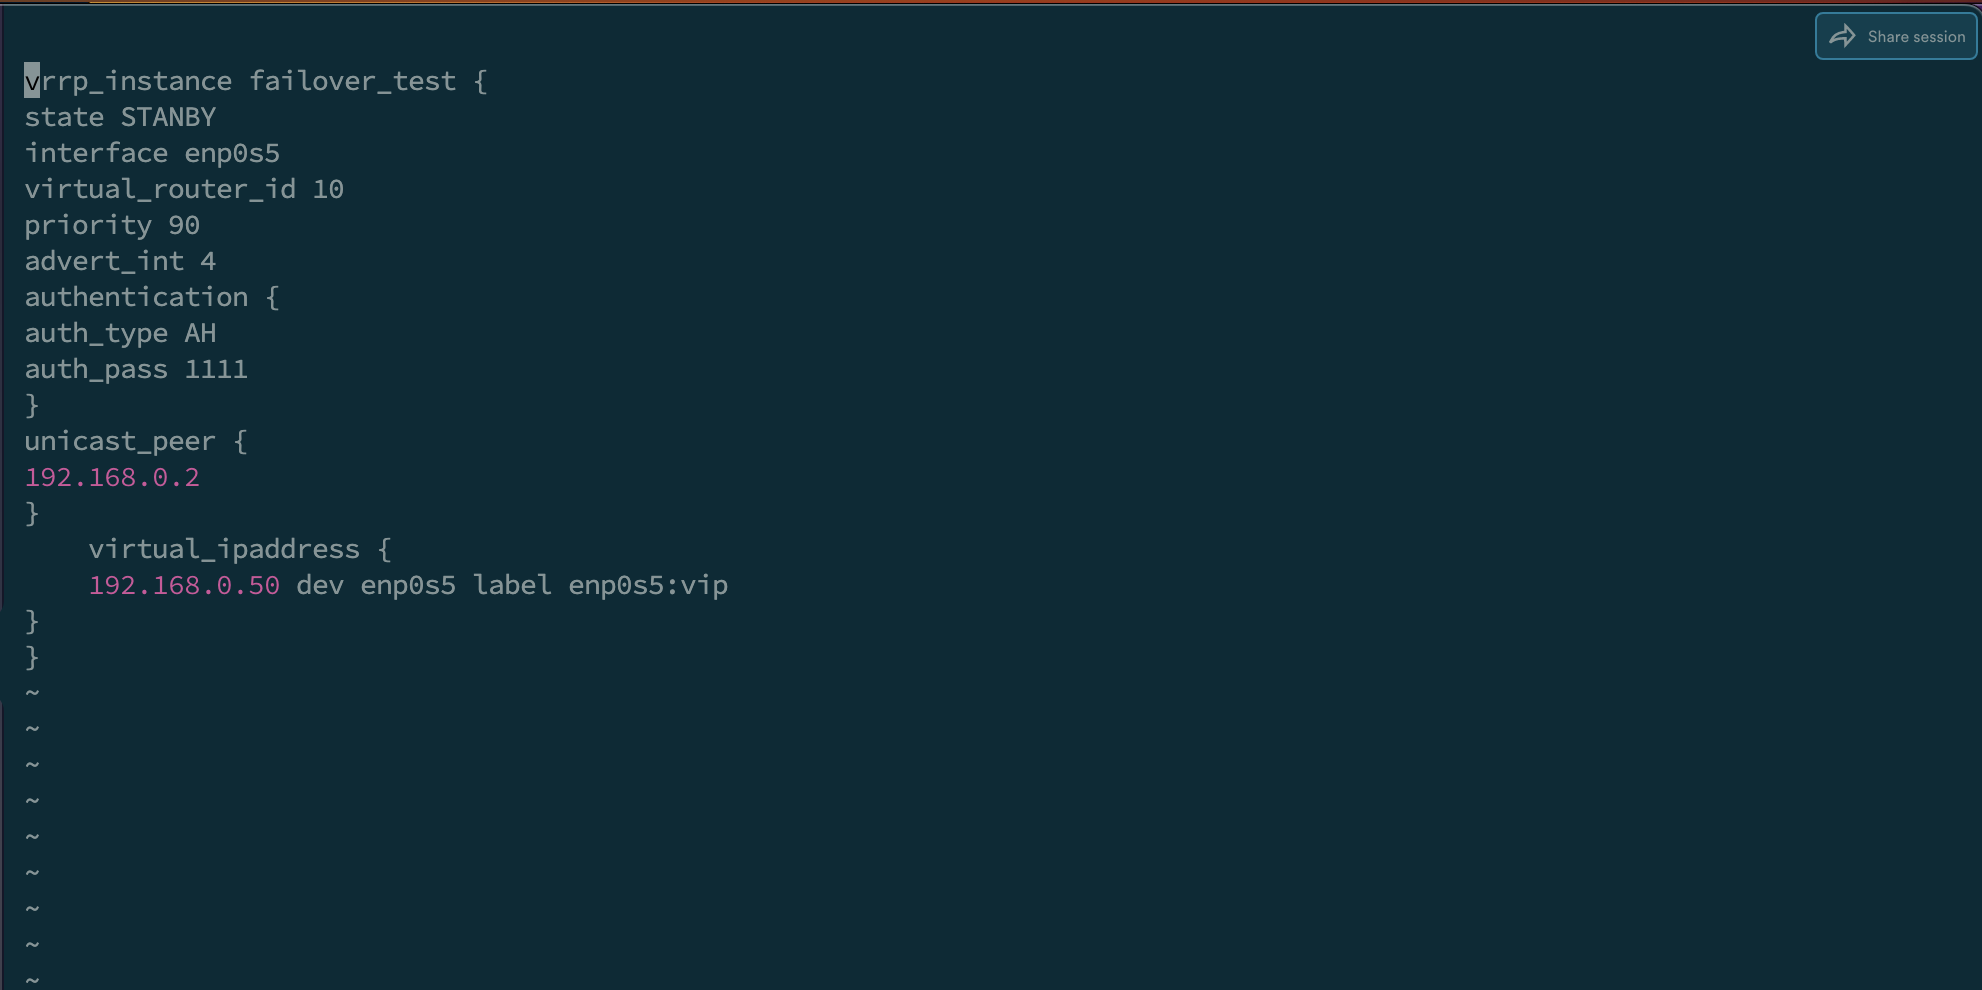 Share session
vrrp_instance failover_test {
state STANBY
interface enp0s5
virtual_router_id 10
priority 90
advert_int 4
authentication {
auth_type AH
auth_pass 1111
}
unicast_peer {
192.168.0.2
}
    virtual_ipaddress {
    192.168.0.50 dev enp0s5 label enp0s5:vip
}
}
~
~
~
~
~
~
~
~
~